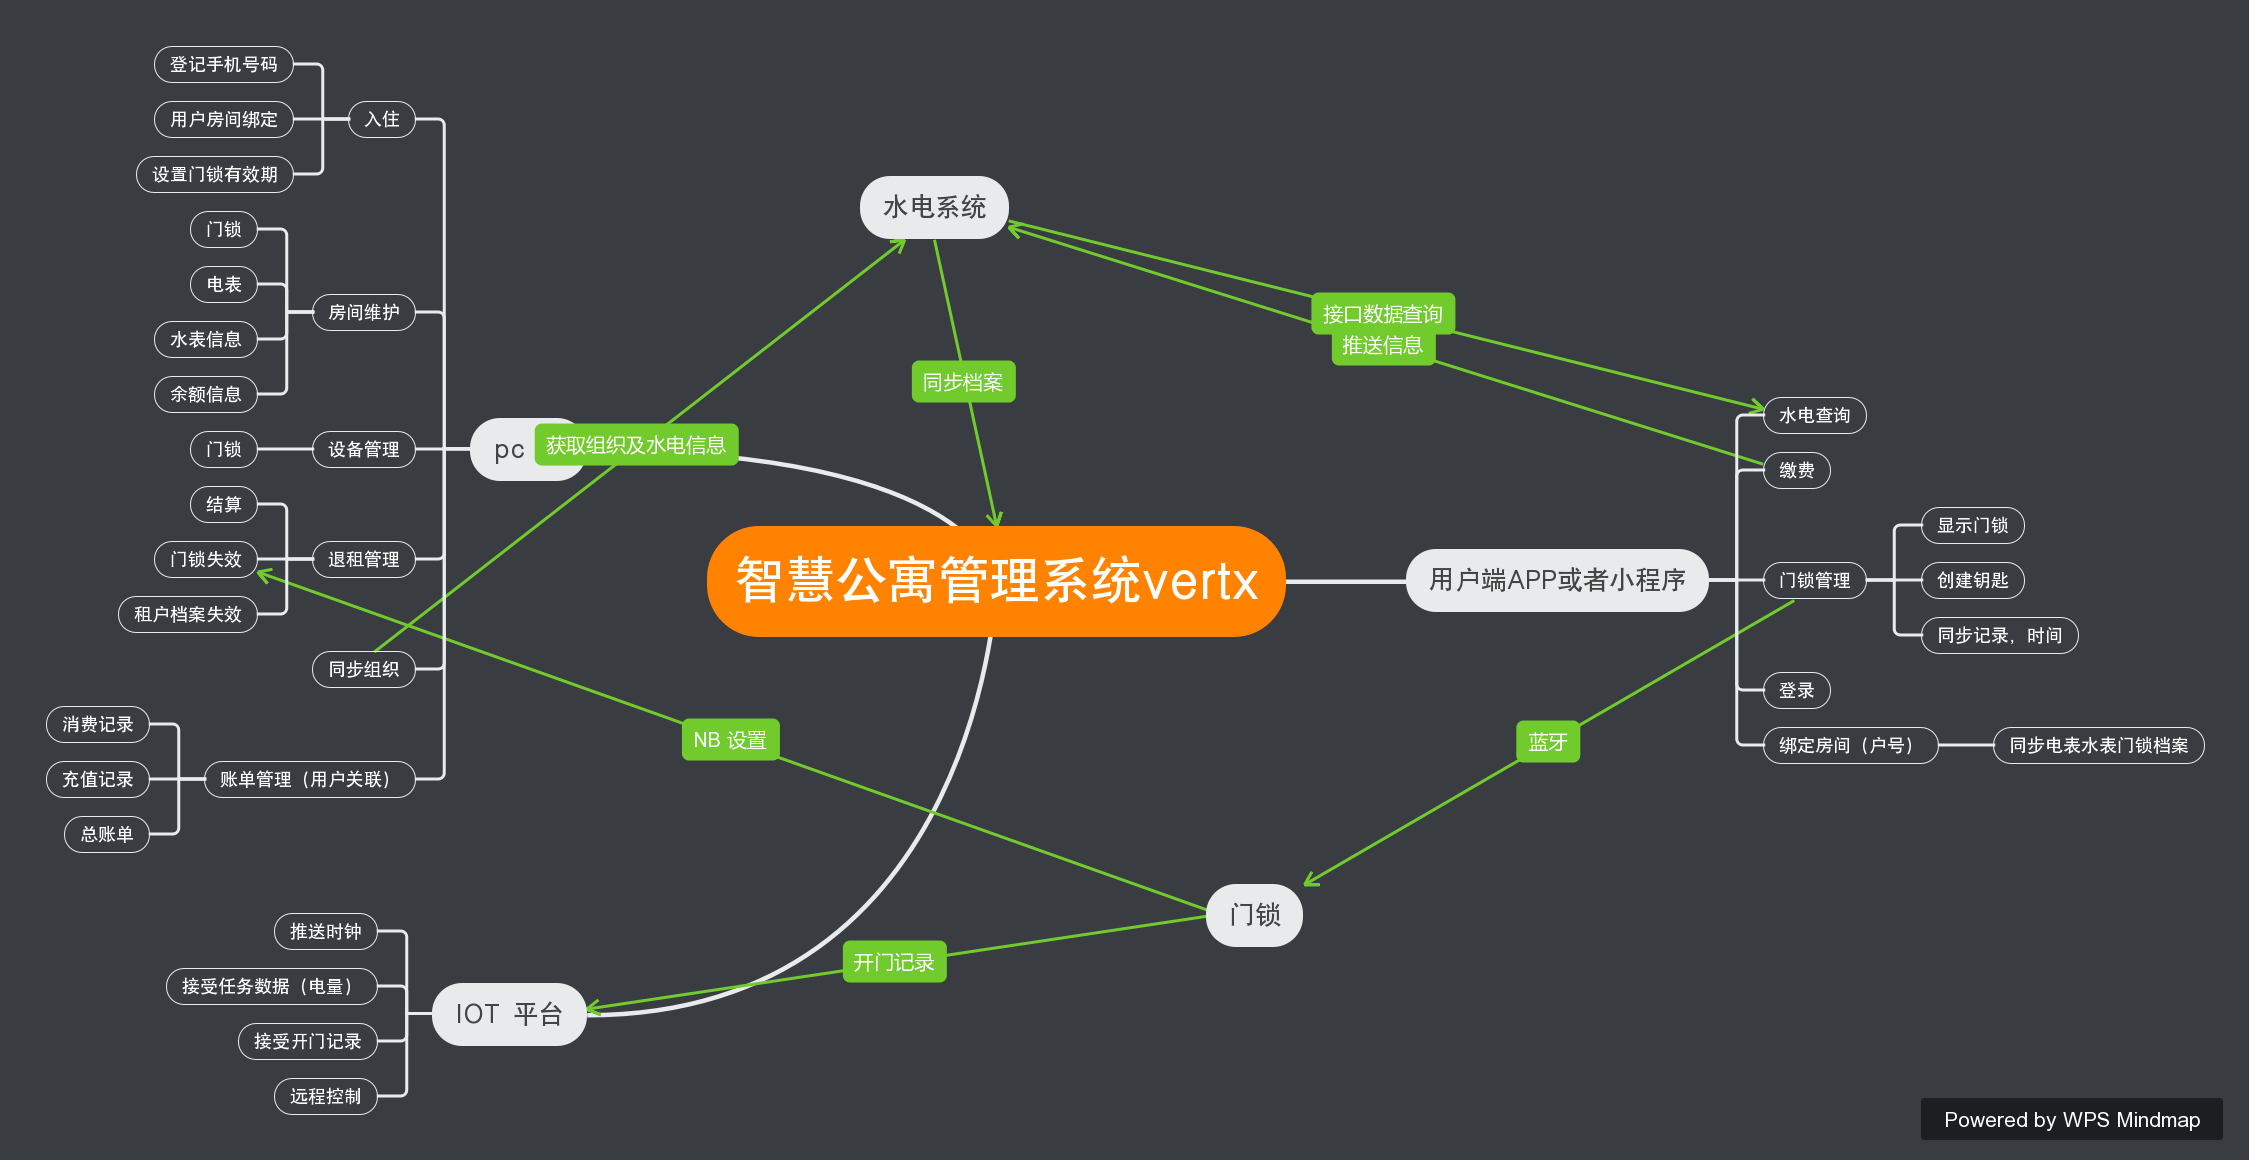 登记手机号码
用户房间绑定
设置门锁有效期
入住
门锁
电表
水表信息
余额信息
房间维护
门锁
设备管理
结算
门锁失效
租户档案失效
退租管理
同步组织
消费记录
充值记录
总账单
账单管理（用户关联）
pc
获取组织及水电信息
水电系统
同步档案
接口数据查询
推送信息
智慧公寓管理系统vertx
用户端APP或者小程序
水电查询
缴费
门锁管理
显示门锁
创建钥匙
同步记录，时间
登录
绑定房间（户号）
同步电表水表门锁档案
NB 设置
蓝牙
门锁
开门记录
IOT 平台
推送时钟
接受任务数据（电量）
接受开门记录
远程控制
Powered by WPS Mindmap